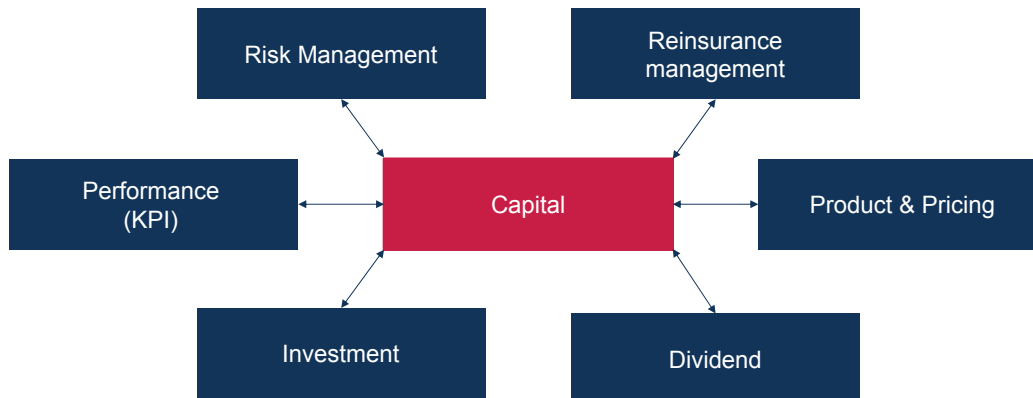 Risk Management
Reinsurance
management
Performance
(KPI)
Capital
Product & Pricing
Investment
Dividend